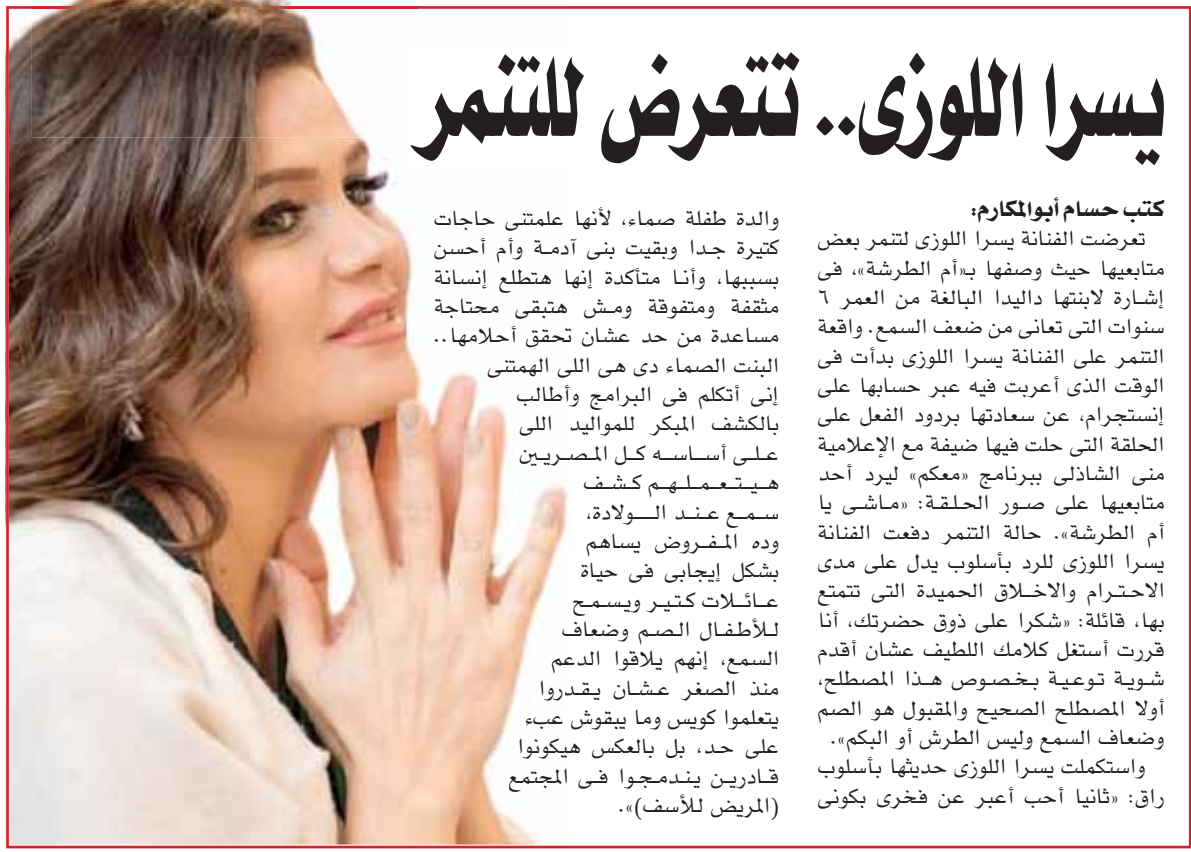 يسرا اللوزى.. تتعرض للتنمر
كتب حسام أبوالمكارم:
تعرضت الفنانة يسرا اللوزى لتنمر بعض
متابعيها حيث وصفها بـ«أم الطرشة»، فى
إشارة لابنتها داليدا البالغة من العمر ٦
سنوات التى تعانى من ضعف السمع. واقعة
التنمر على الفنانة يسرا اللوزى بدأت فى
الوقت الذى أعربت فيه عبر حسابها على
إنستجرام، عن سعادتها بردود الفعل على
الحلقة التى حلت فيها ضيفة مع الإعلامية
منى الشاذلى ببرنامج «معكم» ليرد أحد
متابعيها على صور الحلقة: «ماشى يا
أم الطرشة». حالة التنمر دفعت الفنانة
يسرا اللوزى للرد بأسلوب يدل على مدى
الاحترام والاخلاق الحميدة التى تتمتع
بها، قائلة: «شكرا على ذوق حضرتك، أنا
قررت أستغل كلامك اللطيف عشان أقدم
شوية توعية بخصوص هذا المصطلح،
أولا المصطلح الصحيح والمقبول هو الصم
وضعاف السمع وليس الطرش أو البكم».
واستكملت يسرا اللوزى حديثها بأسلوب
راق: «ثانيا أحب أعبر عن فخرى بكونى
والدة طفلة صماء، لأنها علمتنى حاجات
كتيرة جدا وبقيت بنى آدمة وأم أحسن
بسببها، وأنا متأكدة إنها هتطلع إنسانة
مثقفة ومتفوقة ومش هتبقى محتاجة
مساعدة من حد عشان تحقق أحلامها..
البنت الصماء دى هى اللى الهمتنى
إنى أتكلم فى البرامج وأطالب
بالكشف المبكر للمواليد اللى
على أساسه كل المصريين
هيتعملهم كشف
سمع عند الولادة،
وده المفروض يساهم
بشكل إيجابى فى حياة
عائلات كتير ويسمح
للأطفال الصم وضعاف
السمع، إنهم يلاقوا الدعم
منذ الصغر عشان يقدروا
يتعلموا كويس وما يبقوش عبء
على حد، بل بالعكس هيكونوا
قادرين يندمجوا فى المجتمع
(المريض للأسف)».